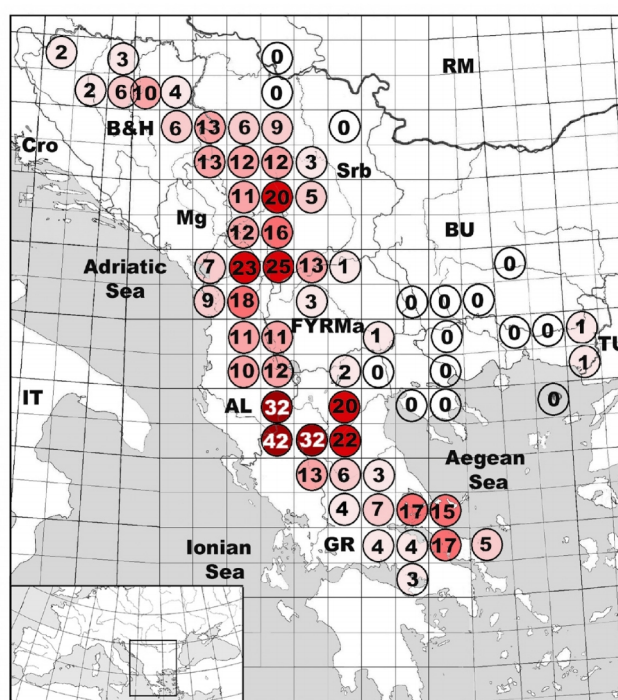 2 3 0 RM
2 6 10 4 0
B&H 6 13 6 9 0
Cro 13 12 12 3 Srb
11 20 5
Mg 12 16 BU
Adriatic 7 23 25 13 1 0
Sea 9 18 3 0 0 0
FYRMa
11 11 1 0 0 0 1
TU
10 12 2 0 0 1
IT AL 32 20 0 0 0
42 32 22
Aegean
13 6 3 Sea
4 7 17 15
Ionian GR 4 4 17 5
Sea 3